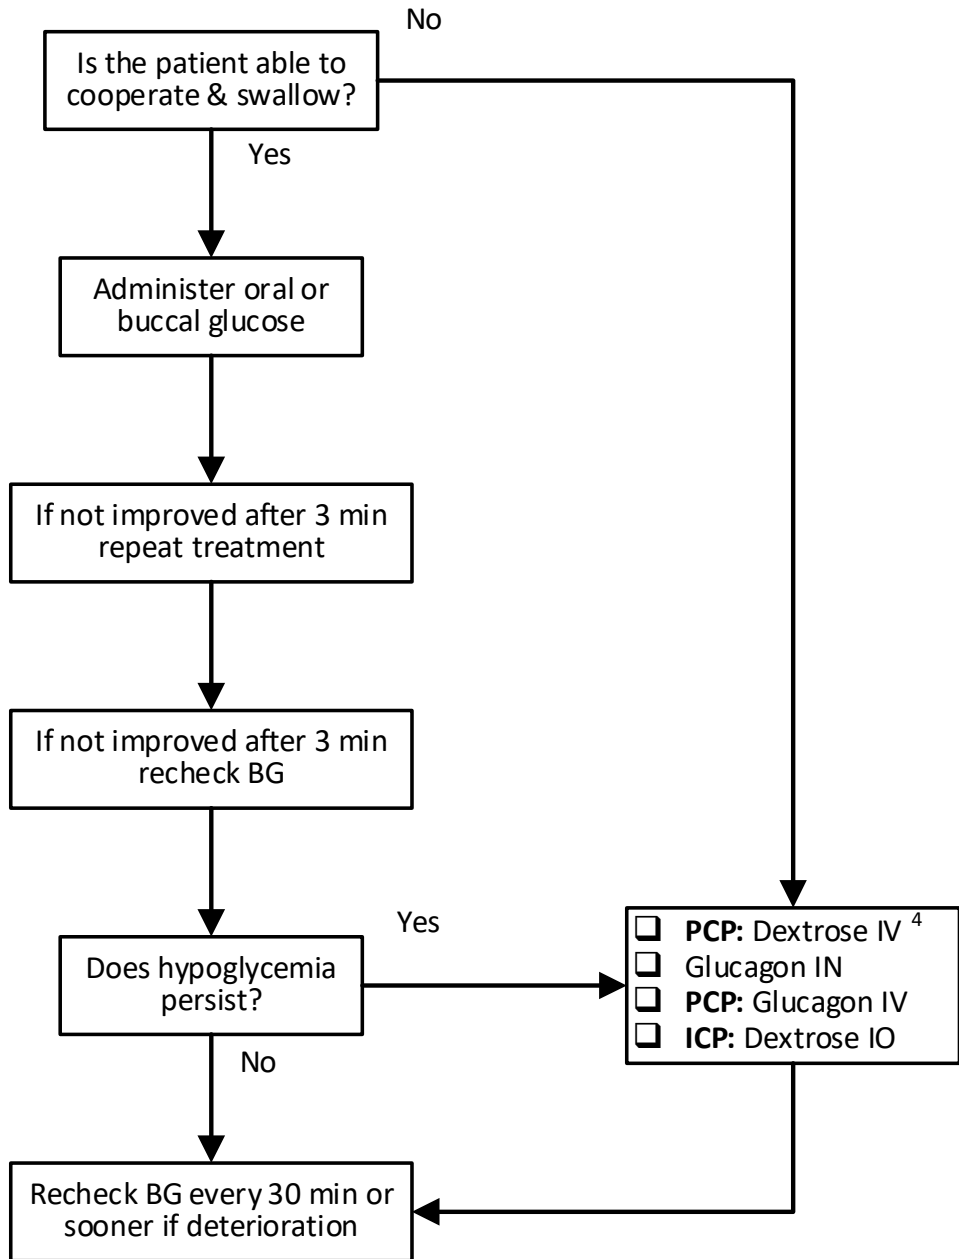 No
Is the patient able to
cooperate & swallow?
Yes
Administer oral or
buccal glucose
If not improved after 3 min
repeat treatment
If not improved after 3 min
recheck BG
Yes
Does hypoglycemia
persist?
❑ PCP: Dextrose IV 4
❑ Glucagon IN
❑ PCP: Glucagon IV
❑ ICP: Dextrose IO
No
Recheck BG every 30 min or
sooner if deterioration